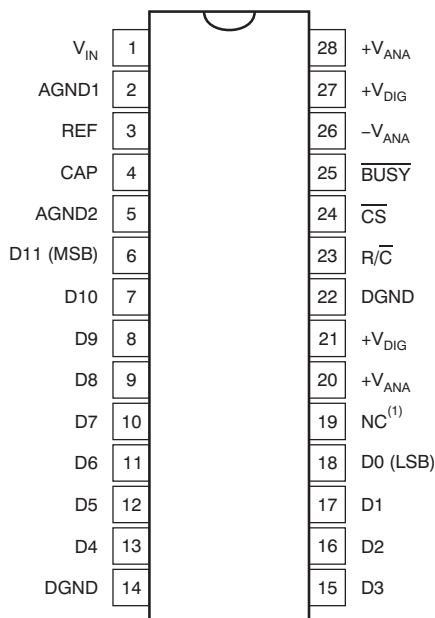 V_IN 1 28 +V_ANA
AGND1 2 27 +V_DIG
REF 3 26 −V_ANA
CAP 4 25 B̅U̅S̅Y̅
AGND2 5 24 C̅S̅
D11 (MSB) 6 23 R/C̅
D10 7 22 DGND
D9 8 21 +V_DIG
D8 9 20 +V_ANA
D7 10 19 NC(1)
D6 11 18 D0 (LSB)
D5 12 17 D1
D4 13 16 D2
DGND 14 15 D3